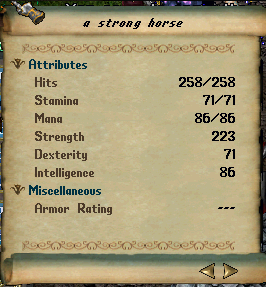 a strong horse
Attributes
Hits 258/258
Stamina 71/71
Mana 86/86
Strength 223
Dexterity 71
Intelligence 86
Miscellaneous
Armor Rating ---